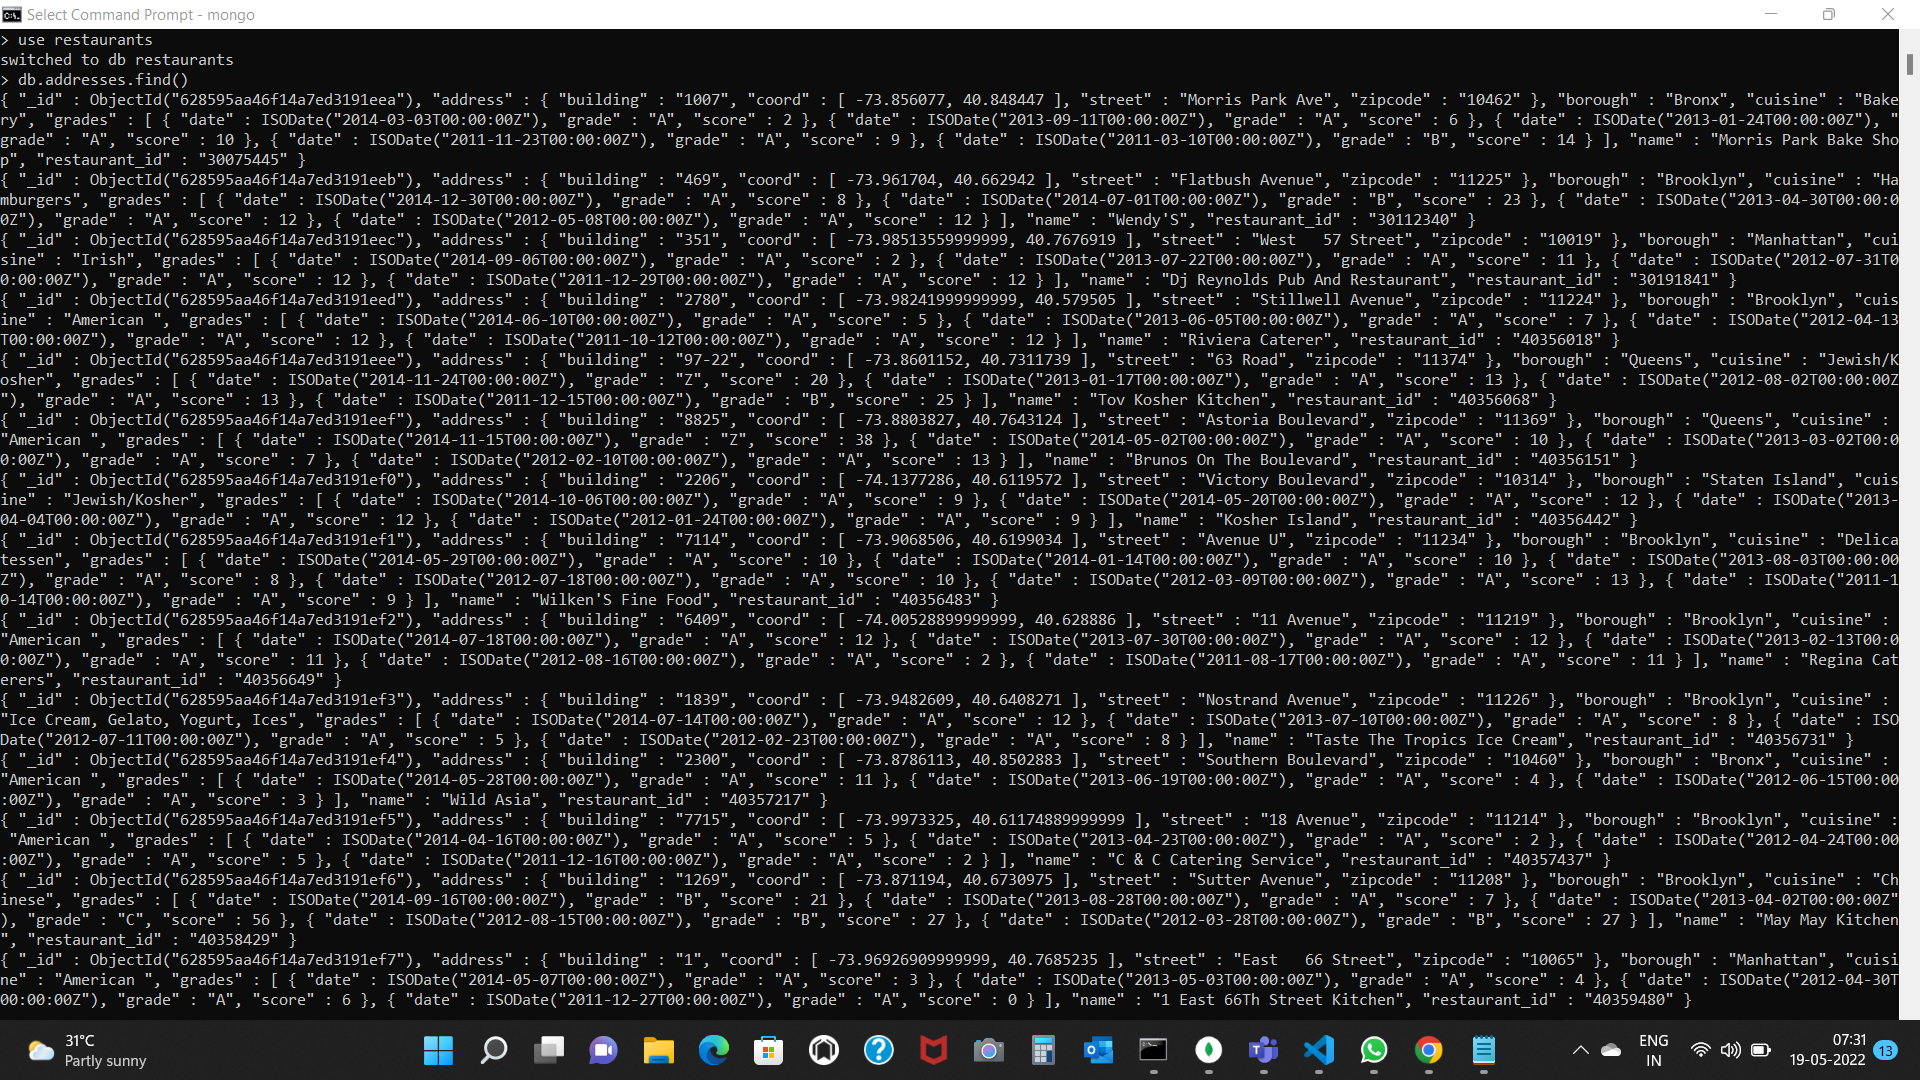 Select Command Prompt - mongo
> use restaurants
switched to db restaurants
> db.addresses.find()
{ "_id" : ObjectId("628595aa46f14a7ed3191eea"), "address" : { "building" : "1007", "coord" : [ -73.856077, 40.848447 ], "street" : "Morris Park Ave", "zipcode" : "10462" }, "borough" : "Bronx", "cuisine" : "Bake
ry", "grades" : [ { "date" : ISODate("2014-03-03T00:00:00Z"), "grade" : "A", "score" : 2 }, { "date" : ISODate("2013-09-11T00:00:00Z"), "grade" : "A", "score" : 6 }, { "date" : ISODate("2013-01-24T00:00:00Z"), "
grade" : "A", "score" : 10 }, { "date" : ISODate("2011-11-23T00:00:00Z"), "grade" : "A", "score" : 9 }, { "date" : ISODate("2011-03-10T00:00:00Z"), "grade" : "B", "score" : 14 } ], "name" : "Morris Park Bake Sho
p", "restaurant_id" : "30075445" }
{ "_id" : ObjectId("628595aa46f14a7ed3191eeb"), "address" : { "building" : "469", "coord" : [ -73.961704, 40.662942 ], "street" : "Flatbush Avenue", "zipcode" : "11225" }, "borough" : "Brooklyn", "cuisine" : "Ha
mburgers", "grades" : [ { "date" : ISODate("2014-12-30T00:00:00Z"), "grade" : "A", "score" : 8 }, { "date" : ISODate("2014-07-01T00:00:00Z"), "grade" : "B", "score" : 23 }, { "date" : ISODate("2013-04-30T00:00:0
0Z"), "grade" : "A", "score" : 12 }, { "date" : ISODate("2012-05-08T00:00:00Z"), "grade" : "A", "score" : 12 } ], "name" : "Wendy'S", "restaurant_id" : "30112340" }
{ "_id" : ObjectId("628595aa46f14a7ed3191eec"), "address" : { "building" : "351", "coord" : [ -73.98513559999999, 40.7676919 ], "street" : "West   57 Street", "zipcode" : "10019" }, "borough" : "Manhattan", "cui
sine" : "Irish", "grades" : [ { "date" : ISODate("2014-09-06T00:00:00Z"), "grade" : "A", "score" : 2 }, { "date" : ISODate("2013-07-22T00:00:00Z"), "grade" : "A", "score" : 11 }, { "date" : ISODate("2012-07-31T0
0:00:00Z"), "grade" : "A", "score" : 12 }, { "date" : ISODate("2011-12-29T00:00:00Z"), "grade" : "A", "score" : 12 } ], "name" : "Dj Reynolds Pub And Restaurant", "restaurant_id" : "30191841" }
{ "_id" : ObjectId("628595aa46f14a7ed3191eed"), "address" : { "building" : "2780", "coord" : [ -73.98241999999999, 40.579505 ], "street" : "Stillwell Avenue", "zipcode" : "11224" }, "borough" : "Brooklyn", "cuis
ine" : "American ", "grades" : [ { "date" : ISODate("2014-06-10T00:00:00Z"), "grade" : "A", "score" : 5 }, { "date" : ISODate("2013-06-05T00:00:00Z"), "grade" : "A", "score" : 7 }, { "date" : ISODate("2012-04-13
T00:00:00Z"), "grade" : "A", "score" : 12 }, { "date" : ISODate("2011-10-12T00:00:00Z"), "grade" : "A", "score" : 12 } ], "name" : "Riviera Caterer", "restaurant_id" : "40356018" }
{ "_id" : ObjectId("628595aa46f14a7ed3191eee"), "address" : { "building" : "97-22", "coord" : [ -73.8601152, 40.7311739 ], "street" : "63 Road", "zipcode" : "11374" }, "borough" : "Queens", "cuisine" : "Jewish/K
osher", "grades" : [ { "date" : ISODate("2014-11-24T00:00:00Z"), "grade" : "Z", "score" : 20 }, { "date" : ISODate("2013-01-17T00:00:00Z"), "grade" : "A", "score" : 13 }, { "date" : ISODate("2012-08-02T00:00:00Z
"), "grade" : "A", "score" : 13 }, { "date" : ISODate("2011-12-15T00:00:00Z"), "grade" : "B", "score" : 25 } ], "name" : "Tov Kosher Kitchen", "restaurant_id" : "40356068" }
{ "_id" : ObjectId("628595aa46f14a7ed3191eef"), "address" : { "building" : "8825", "coord" : [ -73.8803827, 40.7643124 ], "street" : "Astoria Boulevard", "zipcode" : "11369" }, "borough" : "Queens", "cuisine" :
"American ", "grades" : [ { "date" : ISODate("2014-11-15T00:00:00Z"), "grade" : "Z", "score" : 38 }, { "date" : ISODate("2014-05-02T00:00:00Z"), "grade" : "A", "score" : 10 }, { "date" : ISODate("2013-03-02T00:0
0:00Z"), "grade" : "A", "score" : 7 }, { "date" : ISODate("2012-02-10T00:00:00Z"), "grade" : "A", "score" : 13 } ], "name" : "Brunos On The Boulevard", "restaurant_id" : "40356151" }
{ "_id" : ObjectId("628595aa46f14a7ed3191ef0"), "address" : { "building" : "2206", "coord" : [ -74.1377286, 40.6119572 ], "street" : "Victory Boulevard", "zipcode" : "10314" }, "borough" : "Staten Island", "cuis
ine" : "Jewish/Kosher", "grades" : [ { "date" : ISODate("2014-10-06T00:00:00Z"), "grade" : "A", "score" : 9 }, { "date" : ISODate("2014-05-20T00:00:00Z"), "grade" : "A", "score" : 12 }, { "date" : ISODate("2013-
04-04T00:00:00Z"), "grade" : "A", "score" : 12 }, { "date" : ISODate("2012-01-24T00:00:00Z"), "grade" : "A", "score" : 9 } ], "name" : "Kosher Island", "restaurant_id" : "40356442" }
{ "_id" : ObjectId("628595aa46f14a7ed3191ef1"), "address" : { "building" : "7114", "coord" : [ -73.9068506, 40.6199034 ], "street" : "Avenue U", "zipcode" : "11234" }, "borough" : "Brooklyn", "cuisine" : "Delica
tessen", "grades" : [ { "date" : ISODate("2014-05-29T00:00:00Z"), "grade" : "A", "score" : 10 }, { "date" : ISODate("2014-01-14T00:00:00Z"), "grade" : "A", "score" : 10 }, { "date" : ISODate("2013-08-03T00:00:00
Z"), "grade" : "A", "score" : 8 }, { "date" : ISODate("2012-07-18T00:00:00Z"), "grade" : "A", "score" : 10 }, { "date" : ISODate("2012-03-09T00:00:00Z"), "grade" : "A", "score" : 13 }, { "date" : ISODate("2011-1
0-14T00:00:00Z"), "grade" : "A", "score" : 9 } ], "name" : "Wilken'S Fine Food", "restaurant_id" : "40356483" }
{ "_id" : ObjectId("628595aa46f14a7ed3191ef2"), "address" : { "building" : "6409", "coord" : [ -74.00528899999999, 40.628886 ], "street" : "11 Avenue", "zipcode" : "11219" }, "borough" : "Brooklyn", "cuisine" :
"American ", "grades" : [ { "date" : ISODate("2014-07-18T00:00:00Z"), "grade" : "A", "score" : 12 }, { "date" : ISODate("2013-07-30T00:00:00Z"), "grade" : "A", "score" : 12 }, { "date" : ISODate("2013-02-13T00:0
0:00Z"), "grade" : "A", "score" : 11 }, { "date" : ISODate("2012-08-16T00:00:00Z"), "grade" : "A", "score" : 2 }, { "date" : ISODate("2011-08-17T00:00:00Z"), "grade" : "A", "score" : 11 } ], "name" : "Regina Cat
erers", "restaurant_id" : "40356649" }
{ "_id" : ObjectId("628595aa46f14a7ed3191ef3"), "address" : { "building" : "1839", "coord" : [ -73.9482609, 40.6408271 ], "street" : "Nostrand Avenue", "zipcode" : "11226" }, "borough" : "Brooklyn", "cuisine" :
"Ice Cream, Gelato, Yogurt, Ices", "grades" : [ { "date" : ISODate("2014-07-14T00:00:00Z"), "grade" : "A", "score" : 12 }, { "date" : ISODate("2013-07-10T00:00:00Z"), "grade" : "A", "score" : 8 }, { "date" : ISO
Date("2012-07-11T00:00:00Z"), "grade" : "A", "score" : 5 }, { "date" : ISODate("2012-02-23T00:00:00Z"), "grade" : "A", "score" : 8 } ], "name" : "Taste The Tropics Ice Cream", "restaurant_id" : "40356731" }
{ "_id" : ObjectId("628595aa46f14a7ed3191ef4"), "address" : { "building" : "2300", "coord" : [ -73.8786113, 40.8502883 ], "street" : "Southern Boulevard", "zipcode" : "10460" }, "borough" : "Bronx", "cuisine" :
"American ", "grades" : [ { "date" : ISODate("2014-05-28T00:00:00Z"), "grade" : "A", "score" : 11 }, { "date" : ISODate("2013-06-19T00:00:00Z"), "grade" : "A", "score" : 4 }, { "date" : ISODate("2012-06-15T00:00
:00Z"), "grade" : "A", "score" : 3 } ], "name" : "Wild Asia", "restaurant_id" : "40357217" }
{ "_id" : ObjectId("628595aa46f14a7ed3191ef5"), "address" : { "building" : "7715", "coord" : [ -73.9973325, 40.61174889999999 ], "street" : "18 Avenue", "zipcode" : "11214" }, "borough" : "Brooklyn", "cuisine" :
 "American ", "grades" : [ { "date" : ISODate("2014-04-16T00:00:00Z"), "grade" : "A", "score" : 5 }, { "date" : ISODate("2013-04-23T00:00:00Z"), "grade" : "A", "score" : 2 }, { "date" : ISODate("2012-04-24T00:00
:00Z"), "grade" : "A", "score" : 5 }, { "date" : ISODate("2011-12-16T00:00:00Z"), "grade" : "A", "score" : 2 } ], "name" : "C & C Catering Service", "restaurant_id" : "40357437" }
{ "_id" : ObjectId("628595aa46f14a7ed3191ef6"), "address" : { "building" : "1269", "coord" : [ -73.871194, 40.6730975 ], "street" : "Sutter Avenue", "zipcode" : "11208" }, "borough" : "Brooklyn", "cuisine" : "Ch
inese", "grades" : [ { "date" : ISODate("2014-09-16T00:00:00Z"), "grade" : "B", "score" : 21 }, { "date" : ISODate("2013-08-28T00:00:00Z"), "grade" : "A", "score" : 7 }, { "date" : ISODate("2013-04-02T00:00:00Z"
), "grade" : "C", "score" : 56 }, { "date" : ISODate("2012-08-15T00:00:00Z"), "grade" : "B", "score" : 27 }, { "date" : ISODate("2012-03-28T00:00:00Z"), "grade" : "B", "score" : 27 } ], "name" : "May May Kitchen
", "restaurant_id" : "40358429" }
{ "_id" : ObjectId("628595aa46f14a7ed3191ef7"), "address" : { "building" : "1", "coord" : [ -73.96926909999999, 40.7685235 ], "street" : "East   66 Street", "zipcode" : "10065" }, "borough" : "Manhattan", "cuisi
ne" : "American ", "grades" : [ { "date" : ISODate("2014-05-07T00:00:00Z"), "grade" : "A", "score" : 3 }, { "date" : ISODate("2013-05-03T00:00:00Z"), "grade" : "A", "score" : 4 }, { "date" : ISODate("2012-04-30T
00:00:00Z"), "grade" : "A", "score" : 6 }, { "date" : ISODate("2011-12-27T00:00:00Z"), "grade" : "A", "score" : 0 } ], "name" : "1 East 66Th Street Kitchen", "restaurant_id" : "40359480" }
31°C
Partly sunny
ENG
IN
07:31
19-05-2022
13